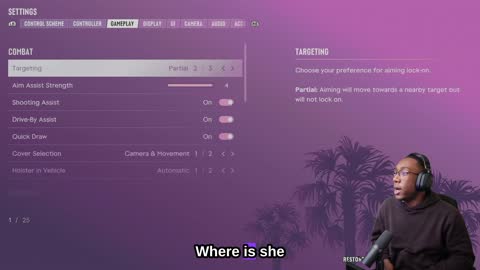 SETTINGS
CONTROL SCHEME CONTROLLER GAMEPLAY DISPLAY UI CAMERA AUDIO
COMBAT
Targeting Partial 2 / 3
Aim Assist Strength 4
Shooting Assist On
Drive-By Assist On
Quick Draw On
Cover Selection Camera & Movement 1 / 2
Holster in Vehicle Automatic 1 / 2
1 / 25
TARGETING
Choose your preference for aiming lock-on.
Partial: Aiming will move towards a nearby target but
will not lock on.
Where is she